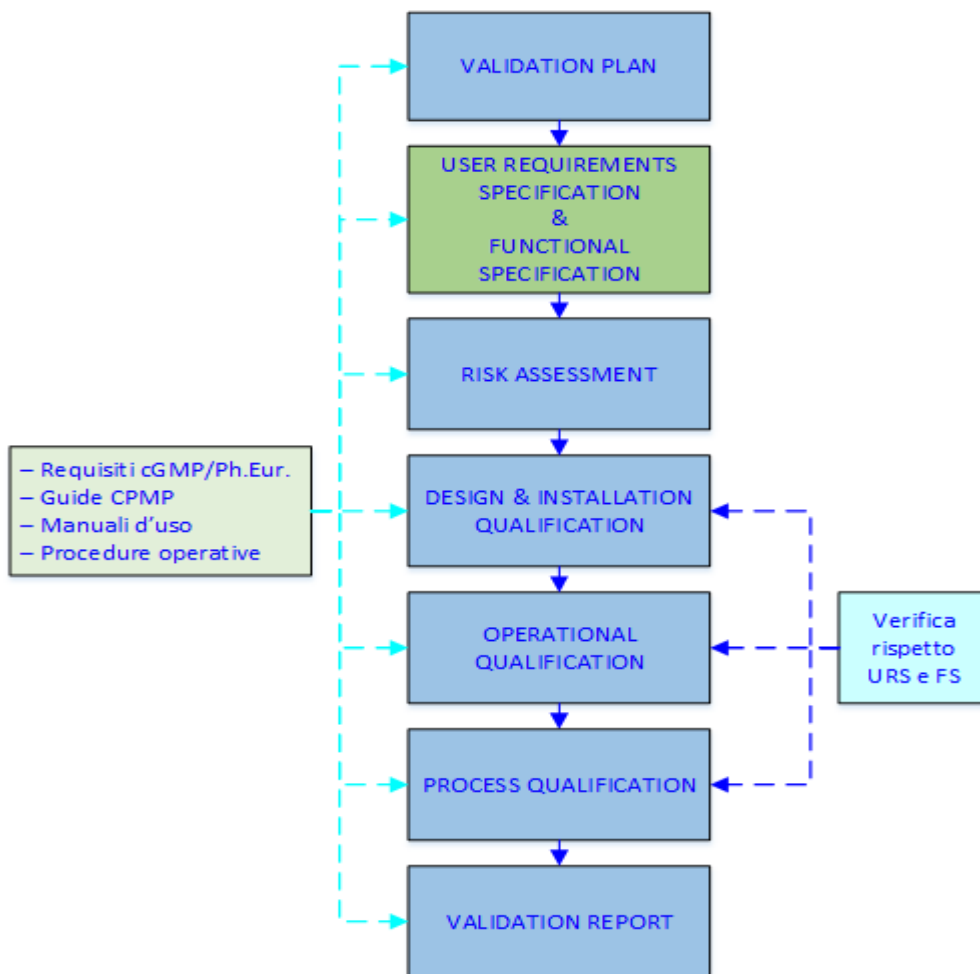 VALIDATION PLAN
USER REQUIREMENTS
SPECIFICATION
&
FUNCTIONAL
SPECIFICATION
RISK ASSESSMENT
– Requisiti cGMP/Ph.Eur.
– Guide CPMP
– Manuali d'uso
– Procedure operative
DESIGN & INSTALLATION
QUALIFICATION
OPERATIONAL
QUALIFICATION
Verifica
rispetto
URS e FS
PROCESS QUALIFICATION
VALIDATION REPORT